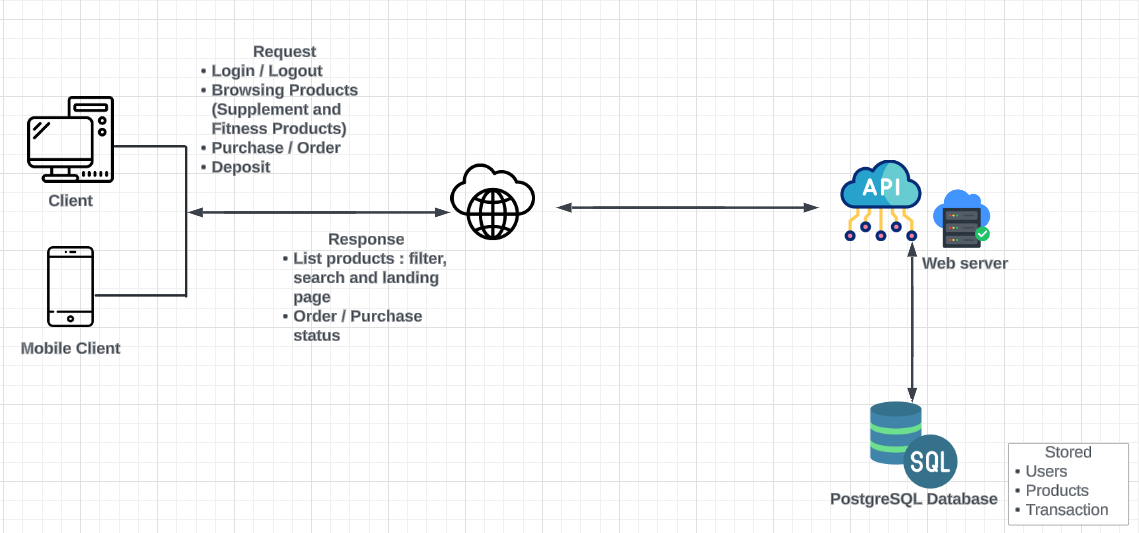 Request
• Login / Logout
• Browsing Products
(Supplement and
Fitness Products)
• Purchase / Order
• Deposit
Client
Response
• List products : filter,
search and landing
page
• Order / Purchase
status
Mobile Client
API
Web server
SQL
PostgreSQL Database
Stored
• Users
• Products
• Transaction